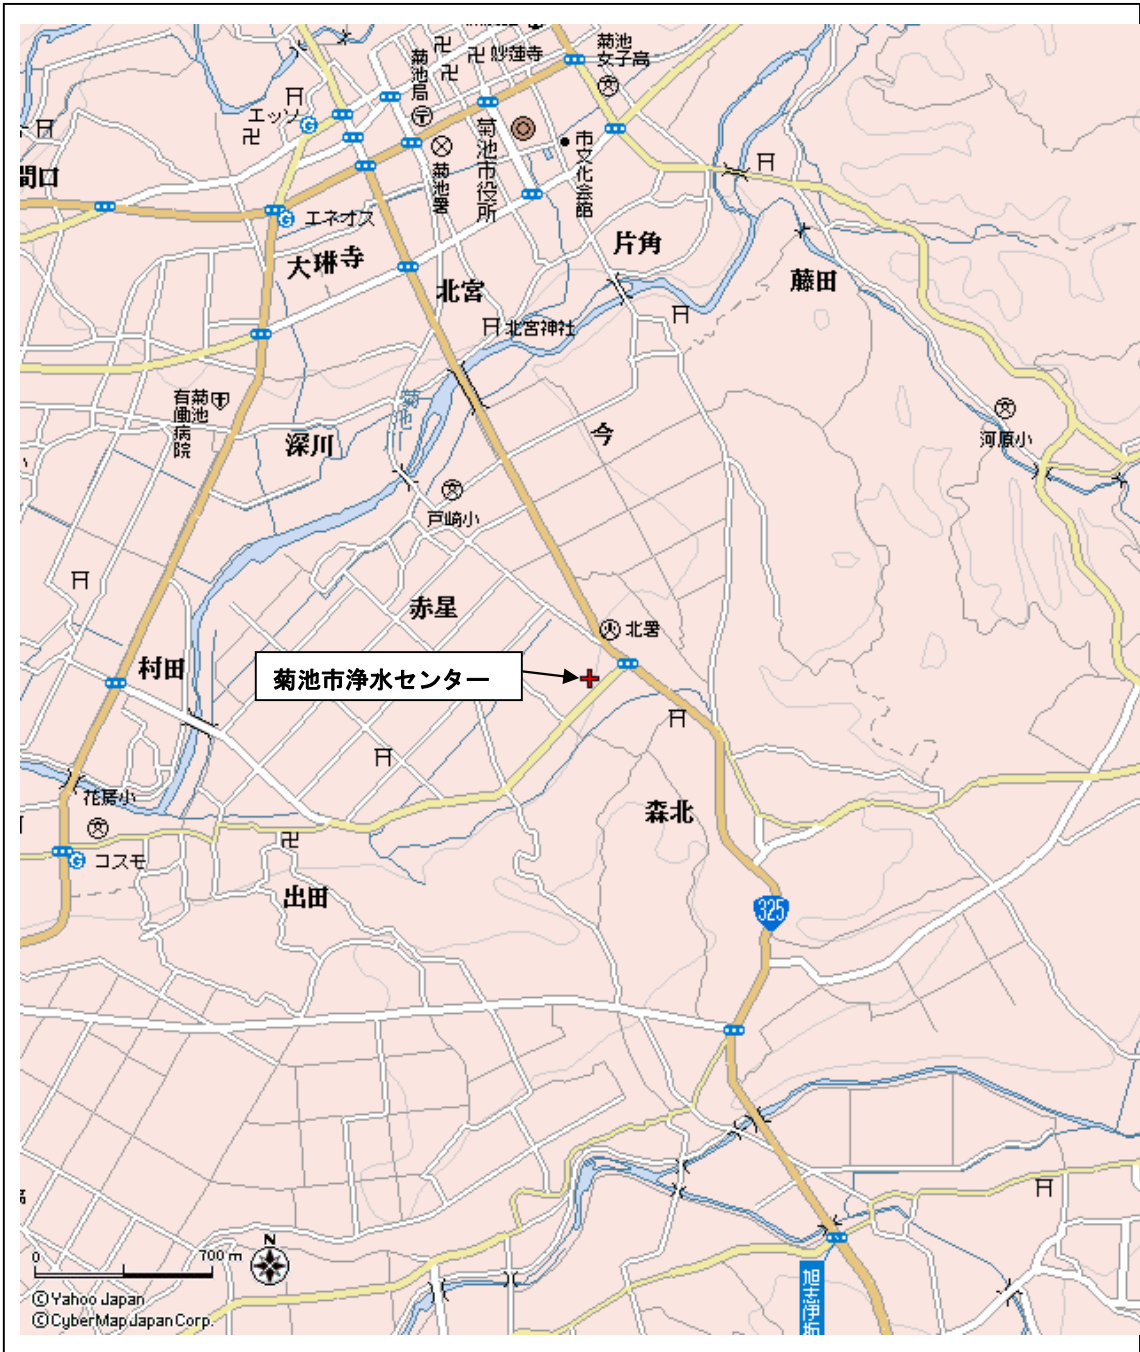 菊池局
妙蓮寺
菊池
女子高
エッソ
菊池市役所
市文化会館
菊池署
間口
エネオス
大琳寺
片角
北宮
藤田
北宮神社
菊池
有働病院
菊池川
深川
今
河原小
戸崎小
赤星
北署
村田
菊池市浄水センター
花房小
森北
コスモ
出田
325
N
0
700 m
旭志伊坂
©Yahoo Japan
©CyberMapJapanCorp.